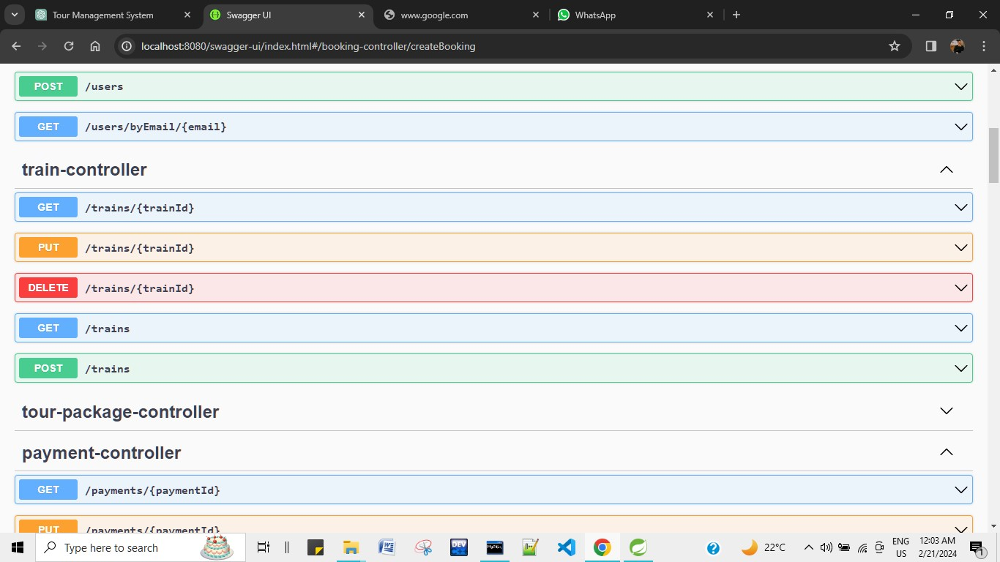 Tour Management System
Swagger UI
www.google.com
WhatsApp
localhost:8080/swagger-ui/index.html#/booking-controller/createBooking
POST /users
GET /users/byEmail/{email}
train-controller
GET /trains/{trainId}
PUT /trains/{trainId}
DELETE /trains/{trainId}
GET /trains
POST /trains
tour-package-controller
payment-controller
GET /payments/{paymentId}
PUT /payments/{paymentId}
Type here to search
DEV
MySQL
22°C
ENG
US
12:03 AM
2/21/2024
1